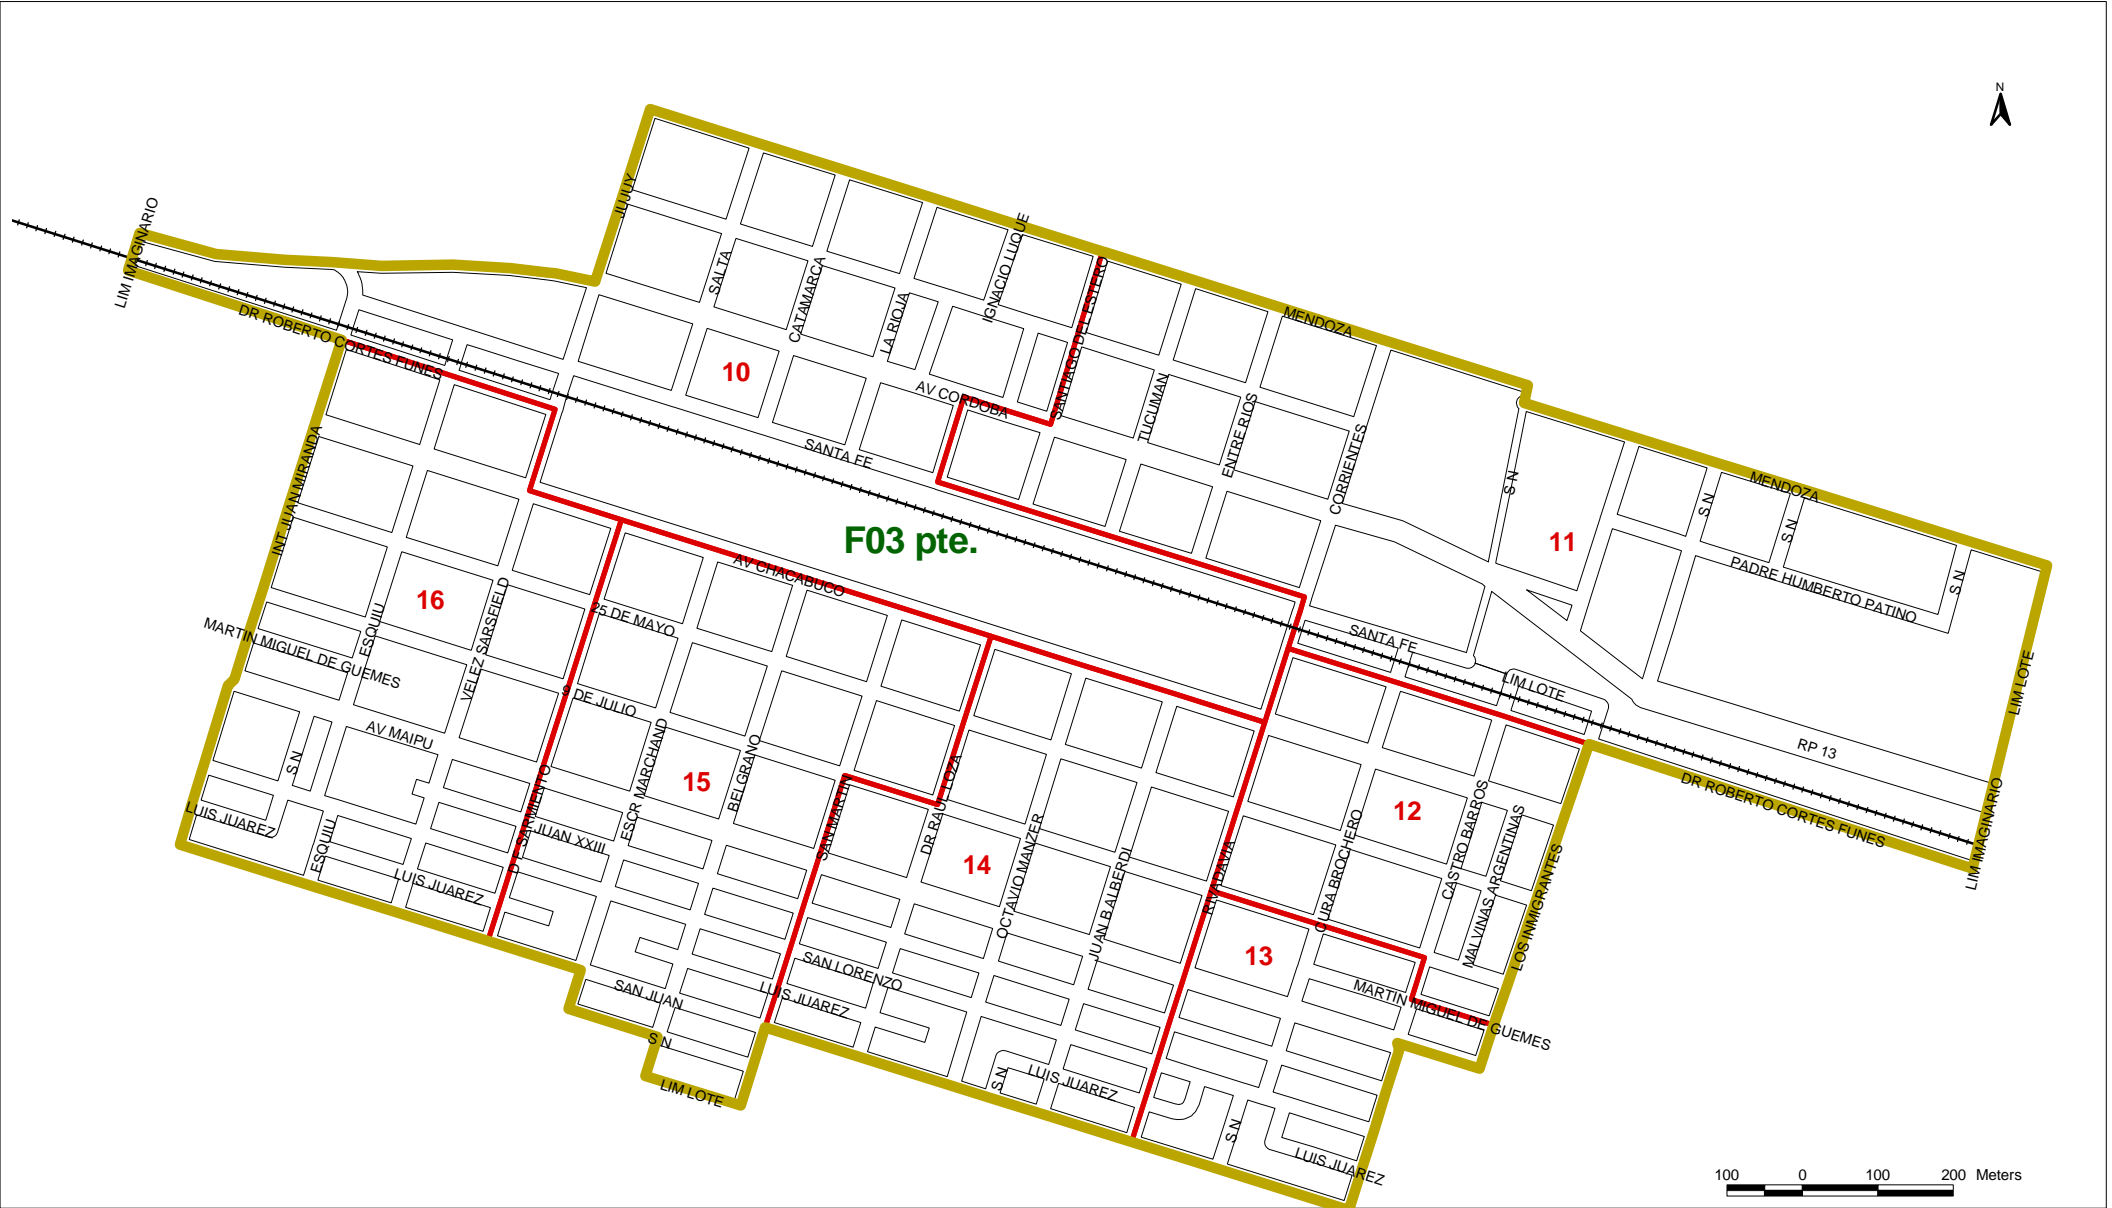 N
LIM IMAGINARIO
JUJUY
IGNACIO LUQUE
SALTA
CATAMARCA
LA RIOJA
SANTIAGO DEL ESTERO
MENDOZA
DR ROBERTO CORTES FUNES
10
AV CORDOBA
TUCUMAN
ENTRE RIOS
CORRIENTES
SANTA FE
S N
MENDOZA
S N
S N
INT JUAN MIRANDA
F03 pte.
11
PADRE HUMBERTO PATINO
S N
AV CHACABUCO
16
25 DE MAYO
ESQUIU
VELEZ SARSFIELD
MARTIN MIGUEL DE GUEMES
SANTA FE
LIM LOTE
LIM LOTE
9 DE JULIO
AV MAIPU
S N
ESCR MARCHAND
BELGRANO
15
RP 13
DR ROBERTO CORTES FUNES
LIM IMAGINARIO
LUIS JUAREZ
ESQUIU
D F SARMIENTO
JUAN XXIII
SAN MARTIN
DR RAUL LOZA
14
OCTAVIO MANZER
JUAN B ALBERDI
RIVADAVIA
CURA BROCHERO
12
CASTRO BARROS
MALVINAS ARGENTINAS
LOS INMIGRANTES
LUIS JUAREZ
13
SAN LORENZO
SAN JUAN
LUIS JUAREZ
MARTIN MIGUEL DE GUEMES
S N
LIM LOTE
S N
LUIS JUAREZ
S N
LUIS JUAREZ
100 0 100 200 Meters